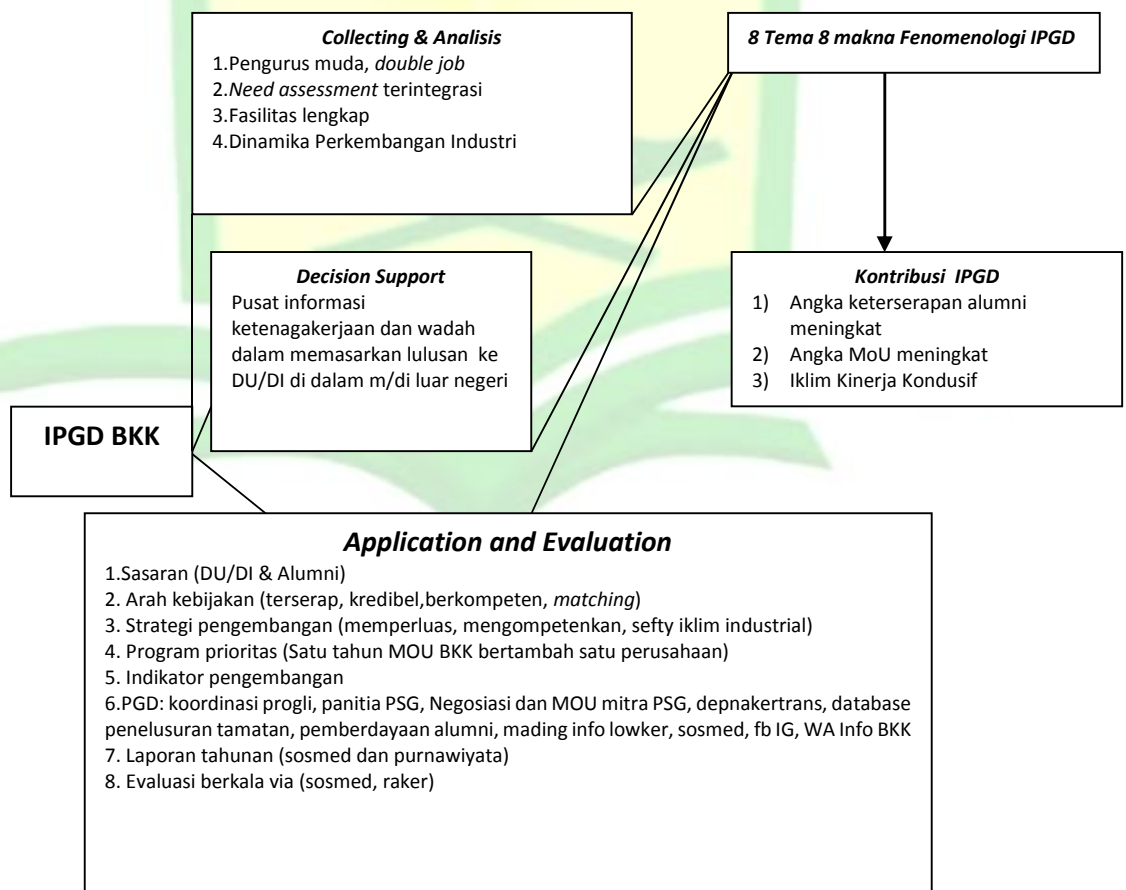 Collecting & Analisis
1.Pengurus muda, double job
2.Need assessment terintegrasi
3.Fasilitas lengkap
4.Dinamika Perkembangan Industri
8 Tema 8 makna Fenomenologi IPGD
Decision Support
Pusat informasi
ketenagakerjaan dan wadah
dalam memasarkan lulusan ke
DU/DI di dalam m/di luar negeri
Kontribusi IPGD
1) Angka keterserapan alumni
meningkat
2) Angka MoU meningkat
3) Iklim Kinerja Kondusif
IPGD BKK
Application and Evaluation
1.Sasaran (DU/DI & Alumni)
2. Arah kebijakan (terserap, kredibel,berkompeten, matching)
3. Strategi pengembangan (memperluas, mengompetenkan, sefty iklim industrial)
4. Program prioritas (Satu tahun MOU BKK bertambah satu perusahaan)
5. Indikator pengembangan
6.PGD: koordinasi progli, panitia PSG, Negosiasi dan MOU mitra PSG, depnakertrans, database
penelusuran tamatan, pemberdayaan alumni, mading info lowker, sosmed, fb IG, WA Info BKK
7. Laporan tahunan (sosmed dan purnawiyata)
8. Evaluasi berkala via (sosmed, raker)